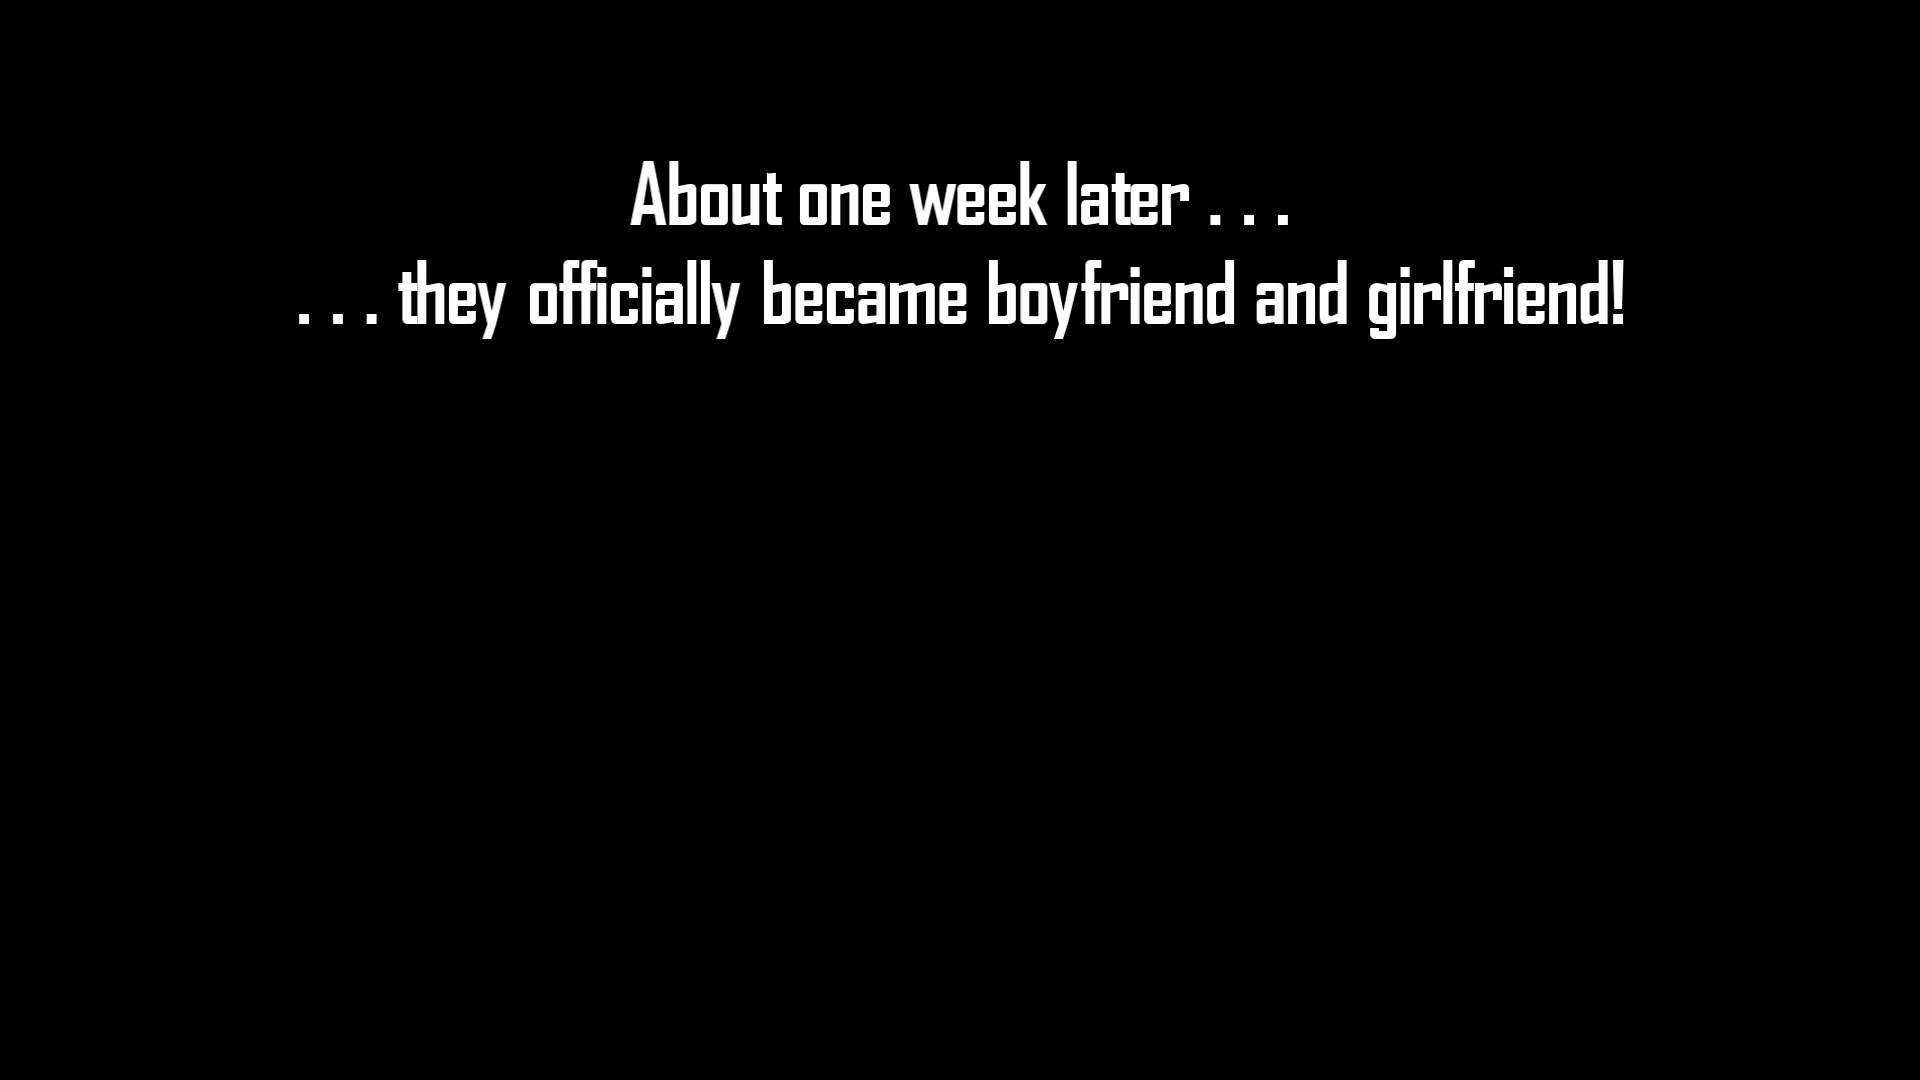 About one week later . . .
. . . they officially became boyfriend and girlfriend!